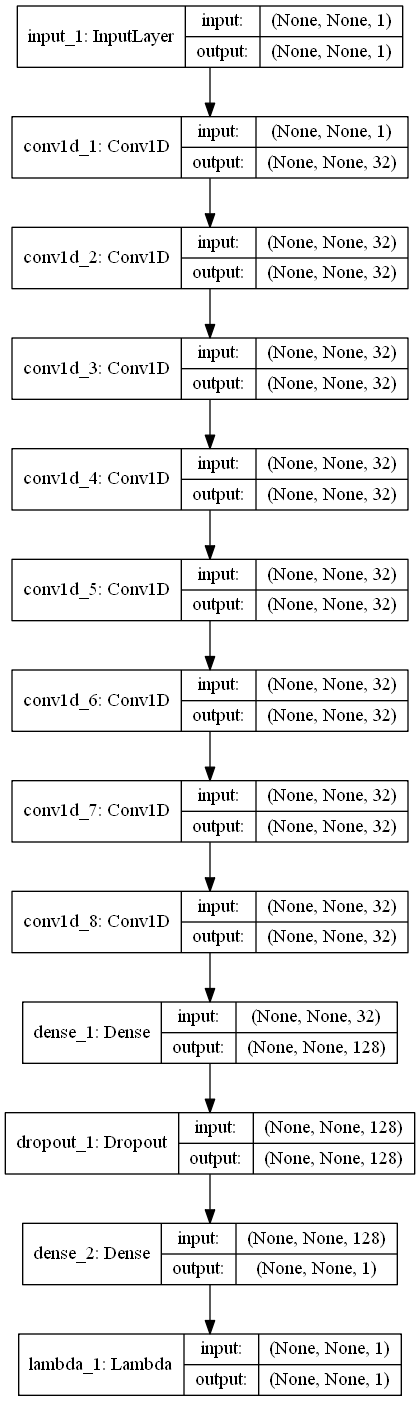 input_1: InputLayer
input: (None, None, 1)
output: (None, None, 1)
conv1d_1: Conv1D
input: (None, None, 1)
output: (None, None, 32)
conv1d_2: Conv1D
input: (None, None, 32)
output: (None, None, 32)
conv1d_3: Conv1D
input: (None, None, 32)
output: (None, None, 32)
conv1d_4: Conv1D
input: (None, None, 32)
output: (None, None, 32)
conv1d_5: Conv1D
input: (None, None, 32)
output: (None, None, 32)
conv1d_6: Conv1D
input: (None, None, 32)
output: (None, None, 32)
conv1d_7: Conv1D
input: (None, None, 32)
output: (None, None, 32)
conv1d_8: Conv1D
input: (None, None, 32)
output: (None, None, 32)
dense_1: Dense
input: (None, None, 32)
output: (None, None, 128)
dropout_1: Dropout
input: (None, None, 128)
output: (None, None, 128)
dense_2: Dense
input: (None, None, 128)
output: (None, None, 1)
lambda_1: Lambda
input: (None, None, 1)
output: (None, None, 1)